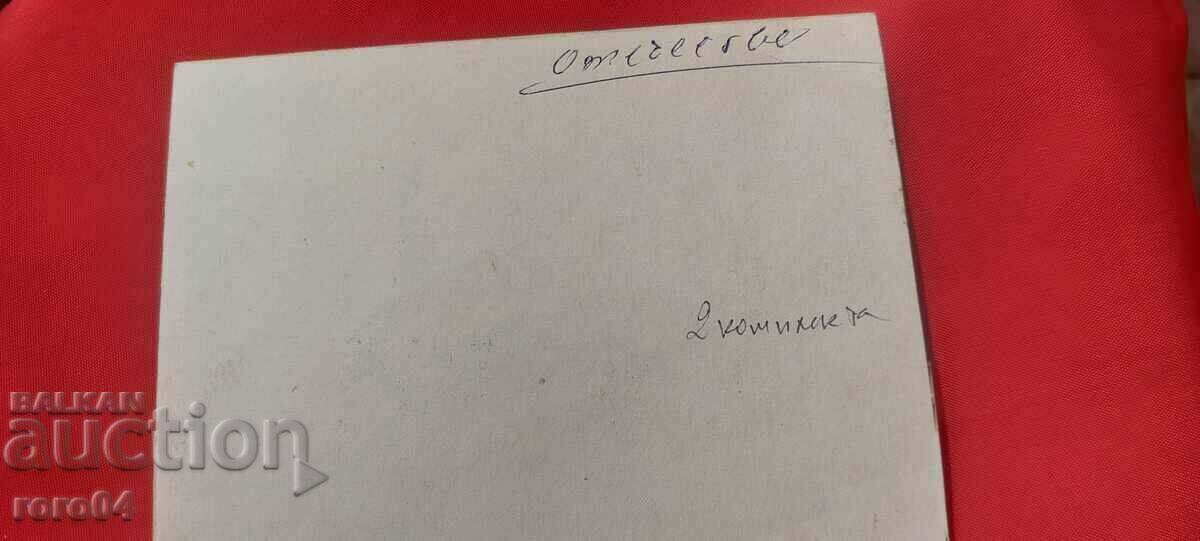 Отечество
2 комплекта
BALKAN
auction
roro04